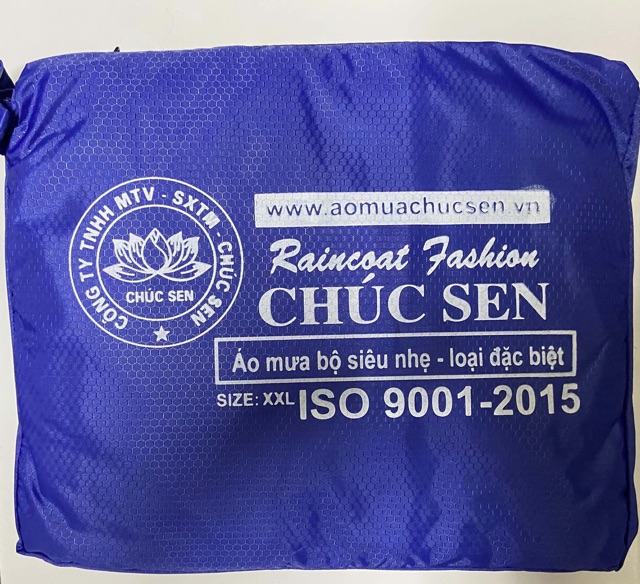 CÔNG TY TNHH MTV - SXTM - CHÚC SEN
CHÚC SEN
www.aomuachucsen.vn
Raincoat Fashion
CHÚC SEN
Áo mưa bộ siêu nhẹ - loại đặc biệt
SIZE: XXL ISO 9001-2015